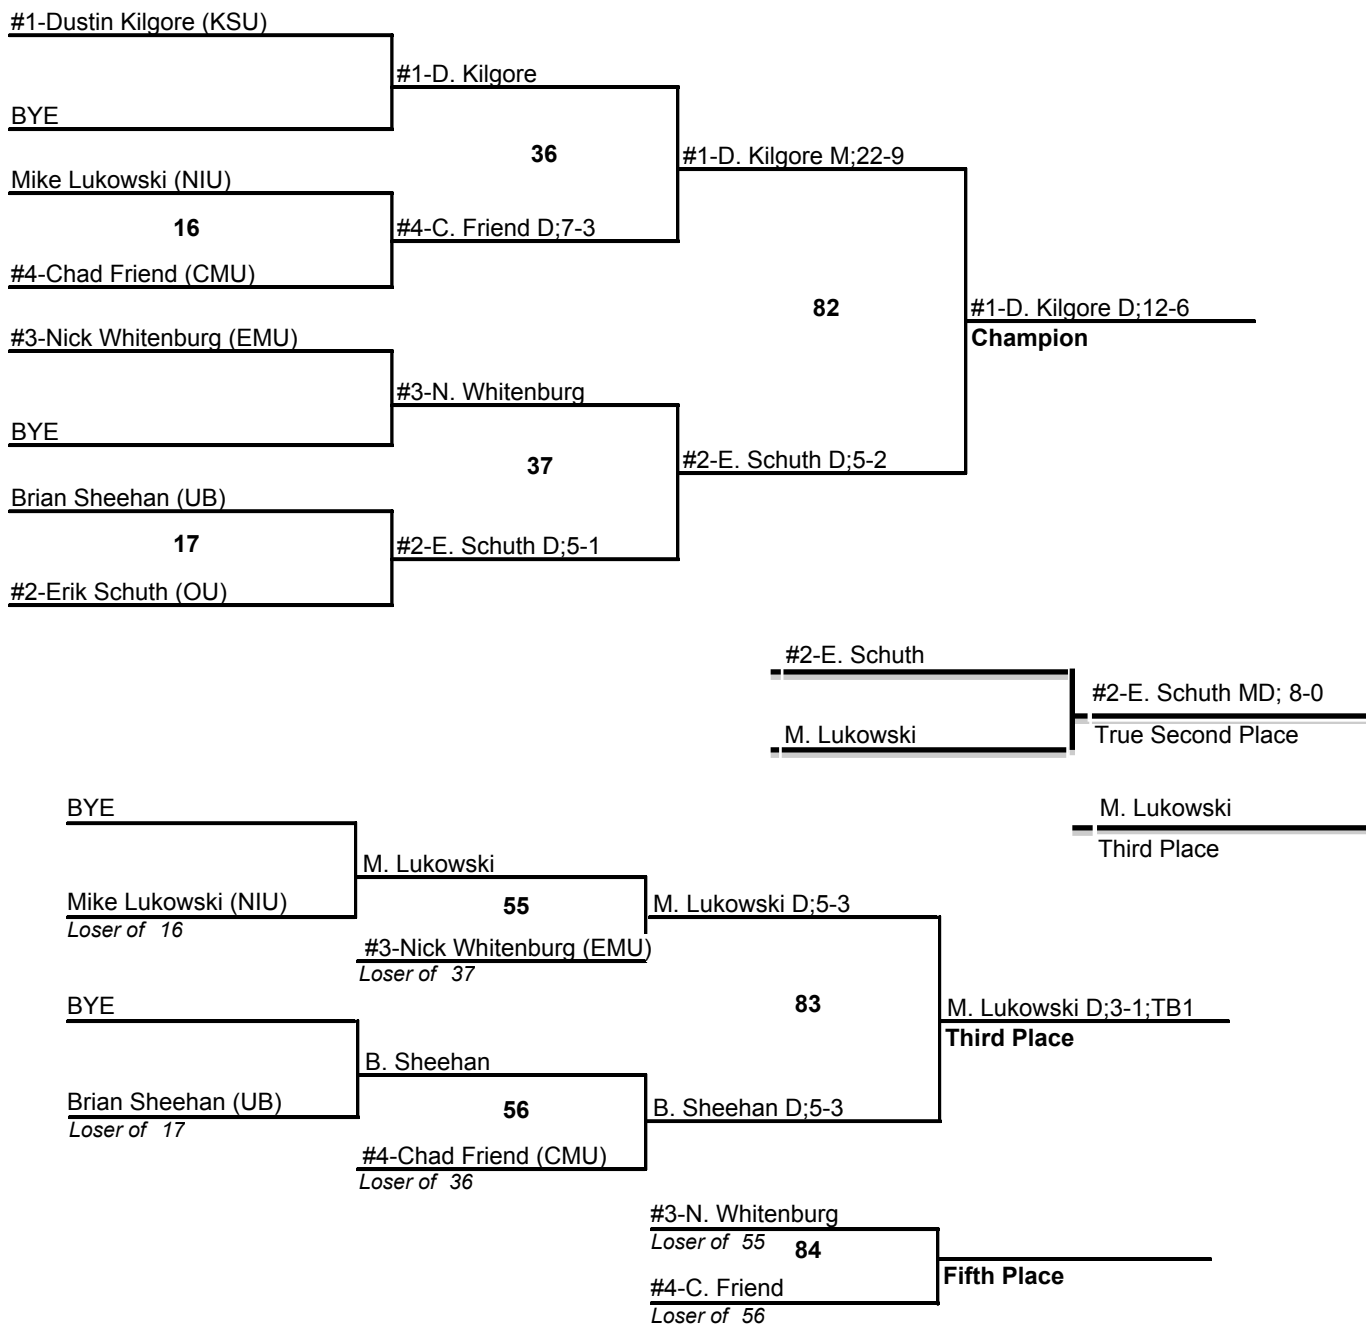 #1-Dustin Kilgore (KSU)
#1-D. Kilgore
BYE
36
#1-D. Kilgore M;22-9
Mike Lukowski (NIU)
16
#4-C. Friend D;7-3
#4-Chad Friend (CMU)
82
#1-D. Kilgore D;12-6
Champion
#3-Nick Whitenburg (EMU)
#3-N. Whitenburg
BYE
37
#2-E. Schuth D;5-2
Brian Sheehan (UB)
17
#2-E. Schuth D;5-1
#2-Erik Schuth (OU)
#2-E. Schuth
#2-E. Schuth MD; 8-0
M. Lukowski
True Second Place
M. Lukowski
Third Place
BYE
M. Lukowski
Mike Lukowski (NIU)
Loser of 16
55
M. Lukowski D;5-3
#3-Nick Whitenburg (EMU)
Loser of 37
BYE
83
M. Lukowski D;3-1;TB1
Third Place
B. Sheehan
Brian Sheehan (UB)
Loser of 17
56
B. Sheehan D;5-3
#4-Chad Friend (CMU)
Loser of 36
#3-N. Whitenburg
Loser of 55
84
#4-C. Friend
Loser of 56
Fifth Place